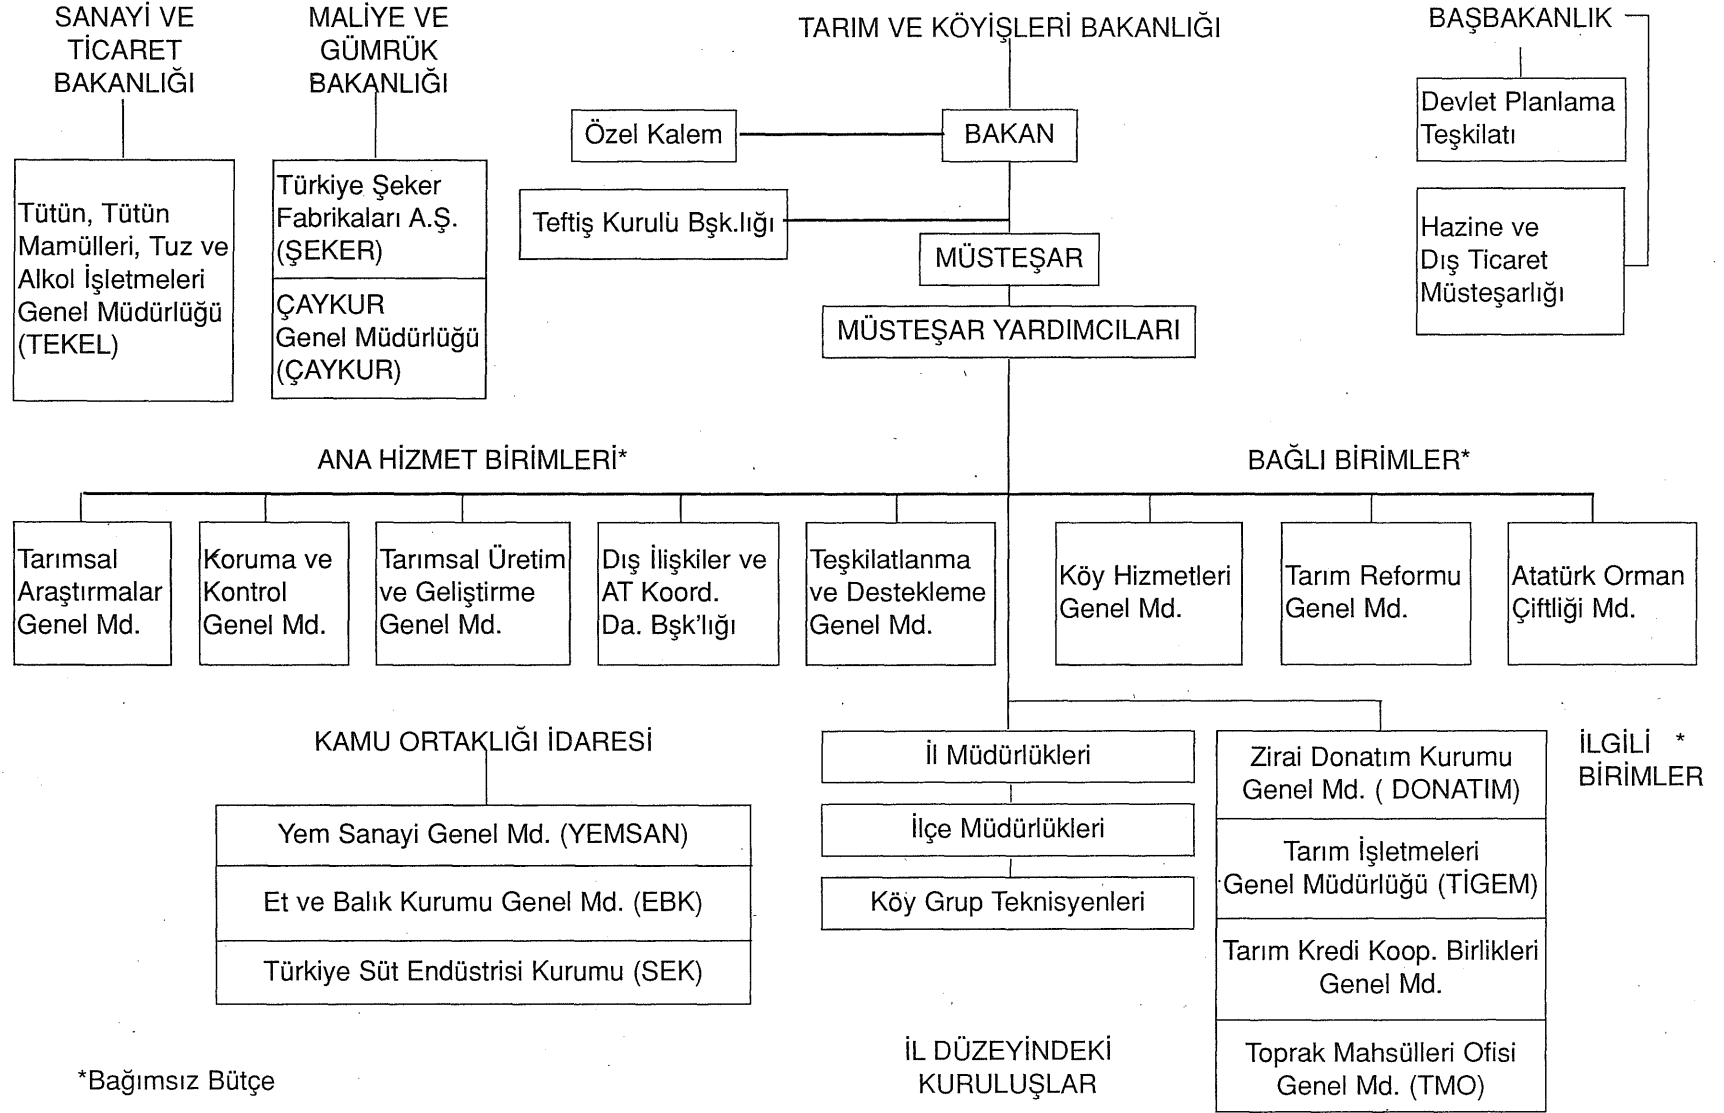 SANAYİ VE
TİCARET
BAKANLIĞI
MALİYE VE
GÜMRÜK
BAKANLIĞI
TARIM VE KÖYİŞLERİ BAKANLIĞI
BAŞBAKANLIK
Devlet Planlama
Teşkilatı
Özel Kalem
BAKAN
Tütün, Tütün
Mamülleri, Tuz ve
Alkol İşletmeleri
Genel Müdürlüğü
(TEKEL)
Türkiye Şeker
Fabrikaları A.Ş.
(ŞEKER)
ÇAYKUR
Genel Müdürlüğü
(ÇAYKUR)
Teftiş Kurulu Bşk.lığı
MÜSTEŞAR
MÜSTEŞAR YARDIMCILARI
Hazine ve
Dış Ticaret
Müsteşarlığı
ANA HİZMET BİRİMLERİ*
BAĞLI BİRİMLER*
Tarımsal
Araştırmalar
Genel Md.
Koruma ve
Kontrol
Genel Md.
Tarımsal Üretim
ve Geliştirme
Genel Md.
Dış İlişkiler ve
AT Koord.
Da. Bşk'lığı
Teşkilatlanma
ve Destekleme
Genel Md.
Köy Hizmetleri
Genel Md.
Tarım Reformu
Genel Md.
Atatürk Orman
Çiftliği Md.
KAMU ORTAKLIĞI İDARESİ
Yem Sanayi Genel Md. (YEMSAN)
Et ve Balık Kurumu Genel Md. (EBK)
Türkiye Süt Endüstrisi Kurumu (SEK)
İl Müdürlükleri
İlçe Müdürlükleri
Köy Grup Teknisyenleri
Zirai Donatım Kurumu
Genel Md. ( DONATIM)
Tarım İşletmeleri
Genel Müdürlüğü (TİGEM)
Tarım Kredi Koop. Birlikleri
Genel Md.
Toprak Mahsülleri Ofisi
Genel Md. (TMO)
İLGİLİ *
BİRİMLER
İL DÜZEYİNDEKİ
KURULUŞLAR
*Bağımsız Bütçe